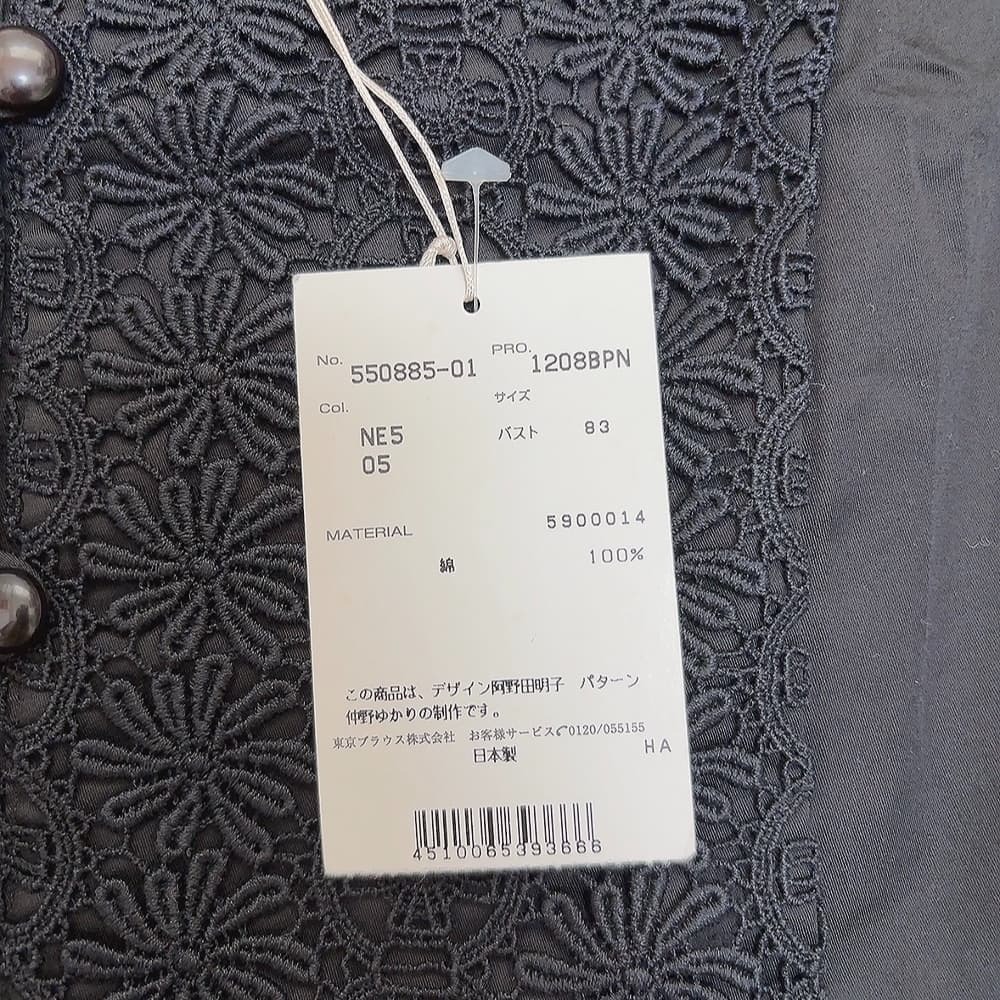 No. 550885-01 PRO. 1208BPN
Col. サイズ
NE5 バスト 83
05
5900014
MATERIAL
綿 100%
この商品は、デザイン阿野田明子 パターン
仲野ゆかりの制作です。
東京ブラウス株式会社 お客様サービス✆0120/055155
日本製 HA
4510065393666